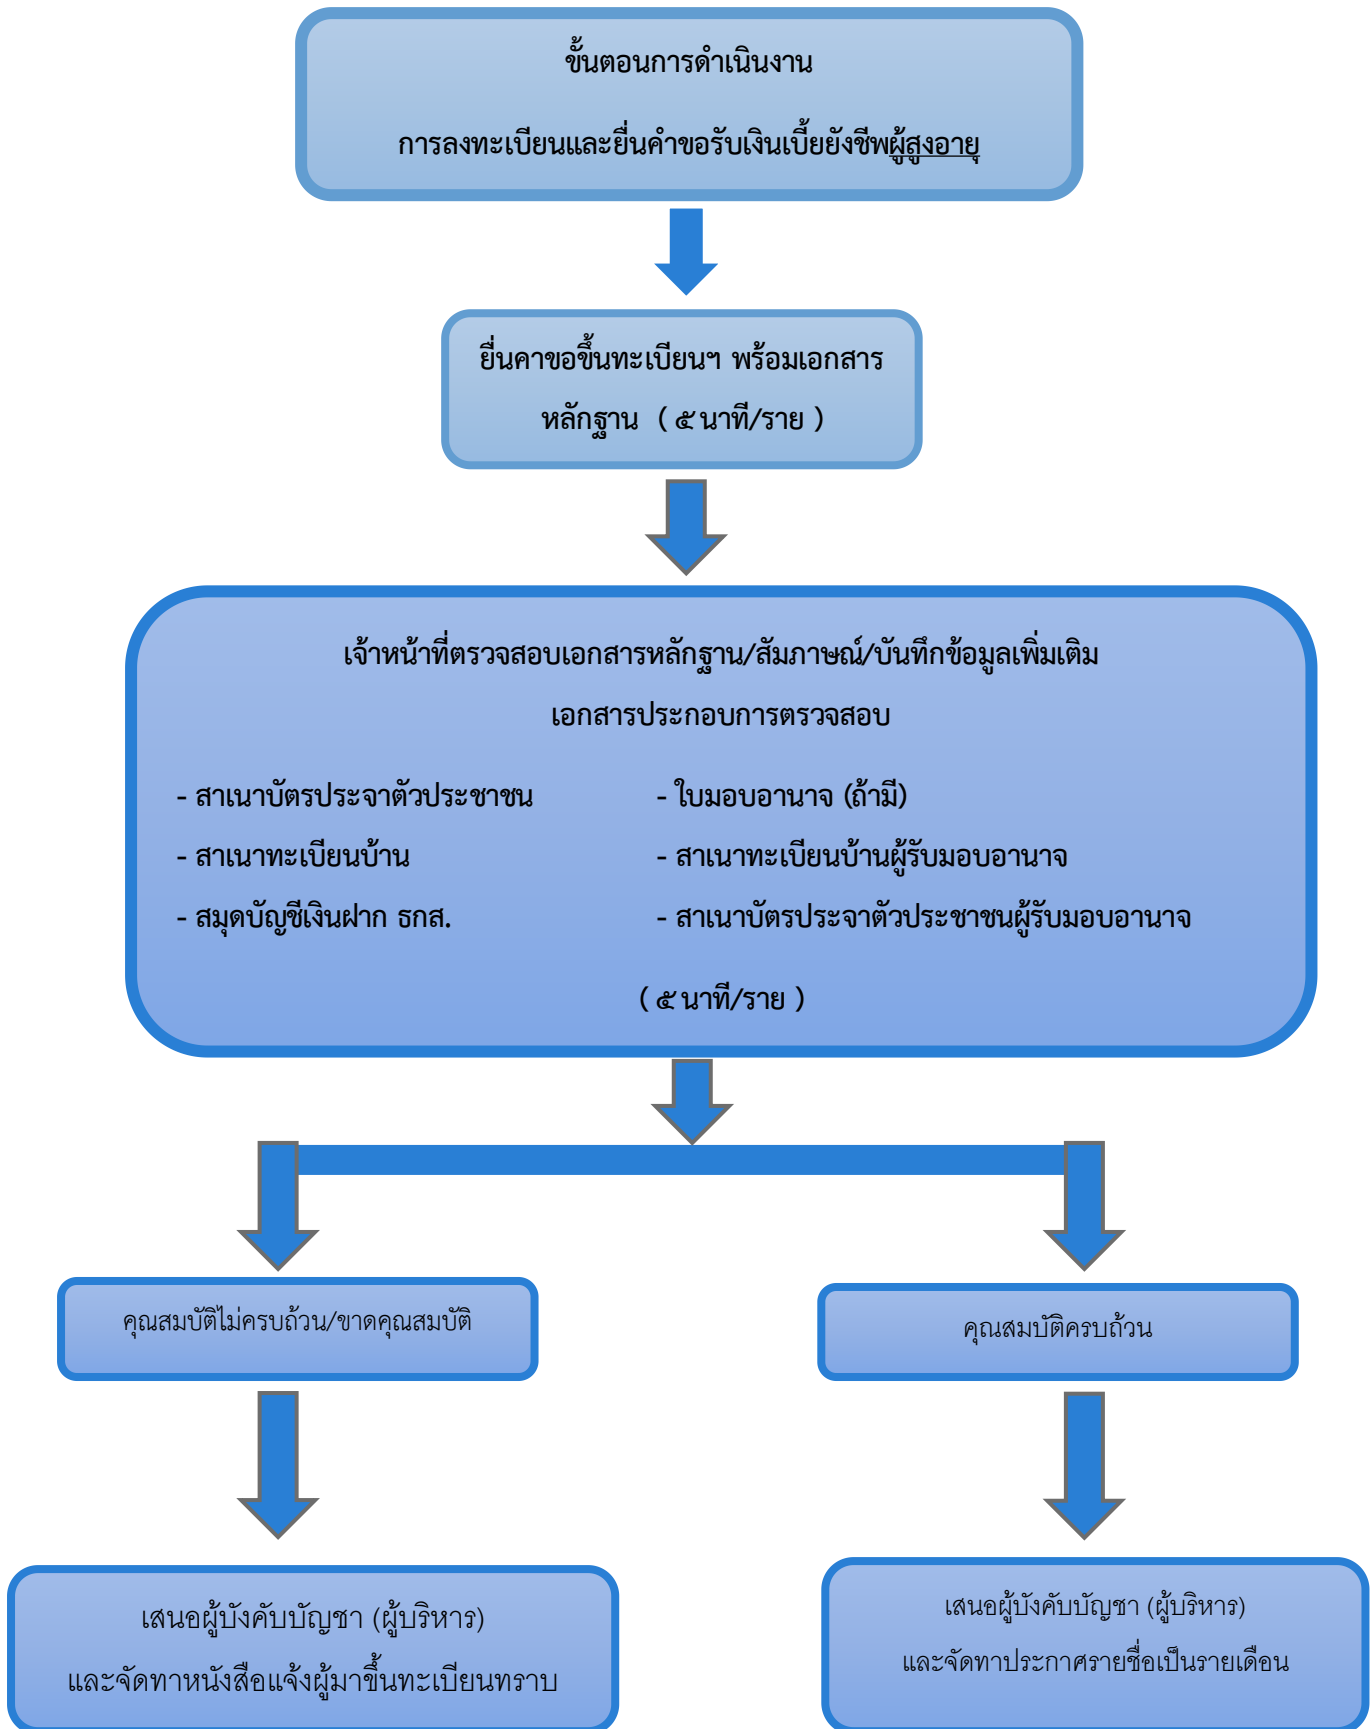 ขั้นตอนการดำเนินงาน
การลงทะเบียนและยื่นคำขอรับเงินเบี้ยยังชีพผู้สูงอายุ
ยื่นคาขอขึ้นทะเบียนฯ พร้อมเอกสาร
หลักฐาน ( ๕ นาที/ราย )
เจ้าหน้าที่ตรวจสอบเอกสารหลักฐาน/สัมภาษณ์/บันทึกข้อมูลเพิ่มเติม
เอกสารประกอบการตรวจสอบ
- สาเนาบัตรประจาตัวประชาชน - ใบมอบอานาจ (ถ้ามี)
- สาเนาทะเบียนบ้าน - สาเนาทะเบียนบ้านผู้รับมอบอานาจ
- สมุดบัญชีเงินฝาก ธกส. - สาเนาบัตรประจาตัวประชาชนผู้รับมอบอานาจ
( ๕ นาที/ราย )
คุณสมบัติไม่ครบถ้วน/ขาดคุณสมบัติ
คุณสมบัติครบถ้วน
เสนอผู้บังคับบัญชา (ผู้บริหาร)
และจัดทาหนังสือแจ้งผู้มาขึ้นทะเบียนทราบ
เสนอผู้บังคับบัญชา (ผู้บริหาร)
และจัดทาประกาศรายชื่อเป็นรายเดือน